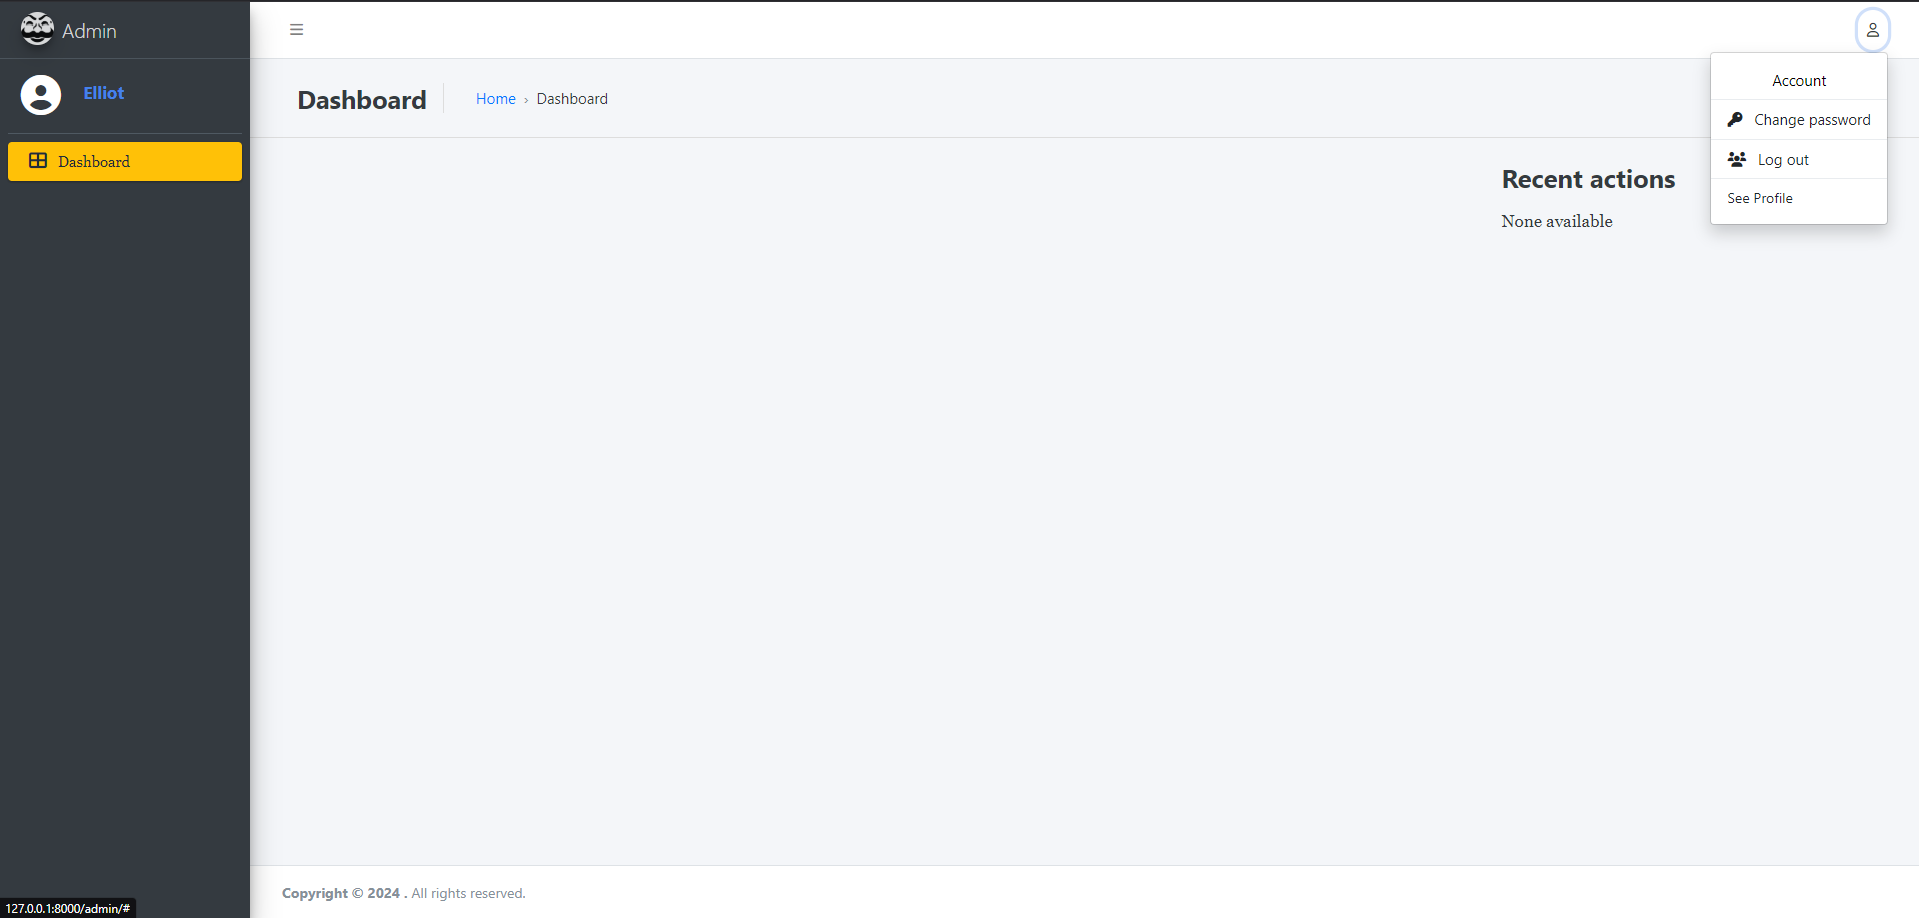 Admin
Elliot
Dashboard
Dashboard
Home › Dashboard
Account
Change password
Log out
See Profile
Recent actions
None available
Copyright © 2024 . All rights reserved.
127.0.0.1:8000/admin/#